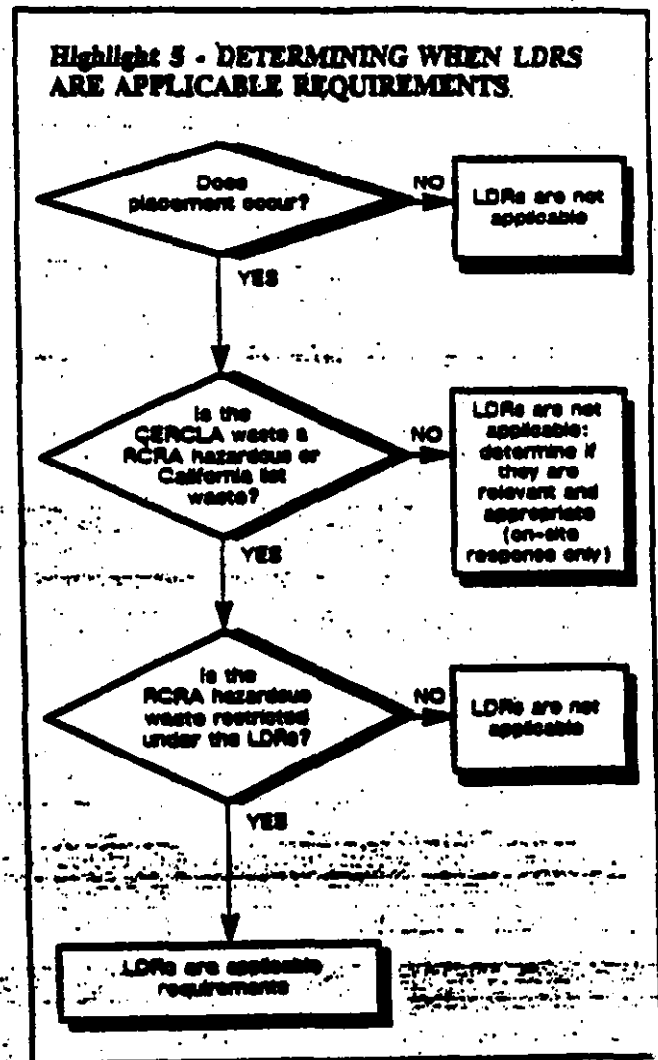 Highlight 5 - DETERMINING WHEN LDRS
ARE APPLICABLE REQUIREMENTS
Does
placement occur?
NO
LDRs are not
applicable
YES
Is the
CERCLA waste a
RCRA hazardous or
California list
waste?
NO
LDRs are not
applicable:
determine if
they are
relevant and
appropriate
(on-site
response only)
YES
Is the
RCRA hazardous
waste restricted
under the LDRs?
NO
LDRs are not
applicable
YES
LDRs are applicable
requirements